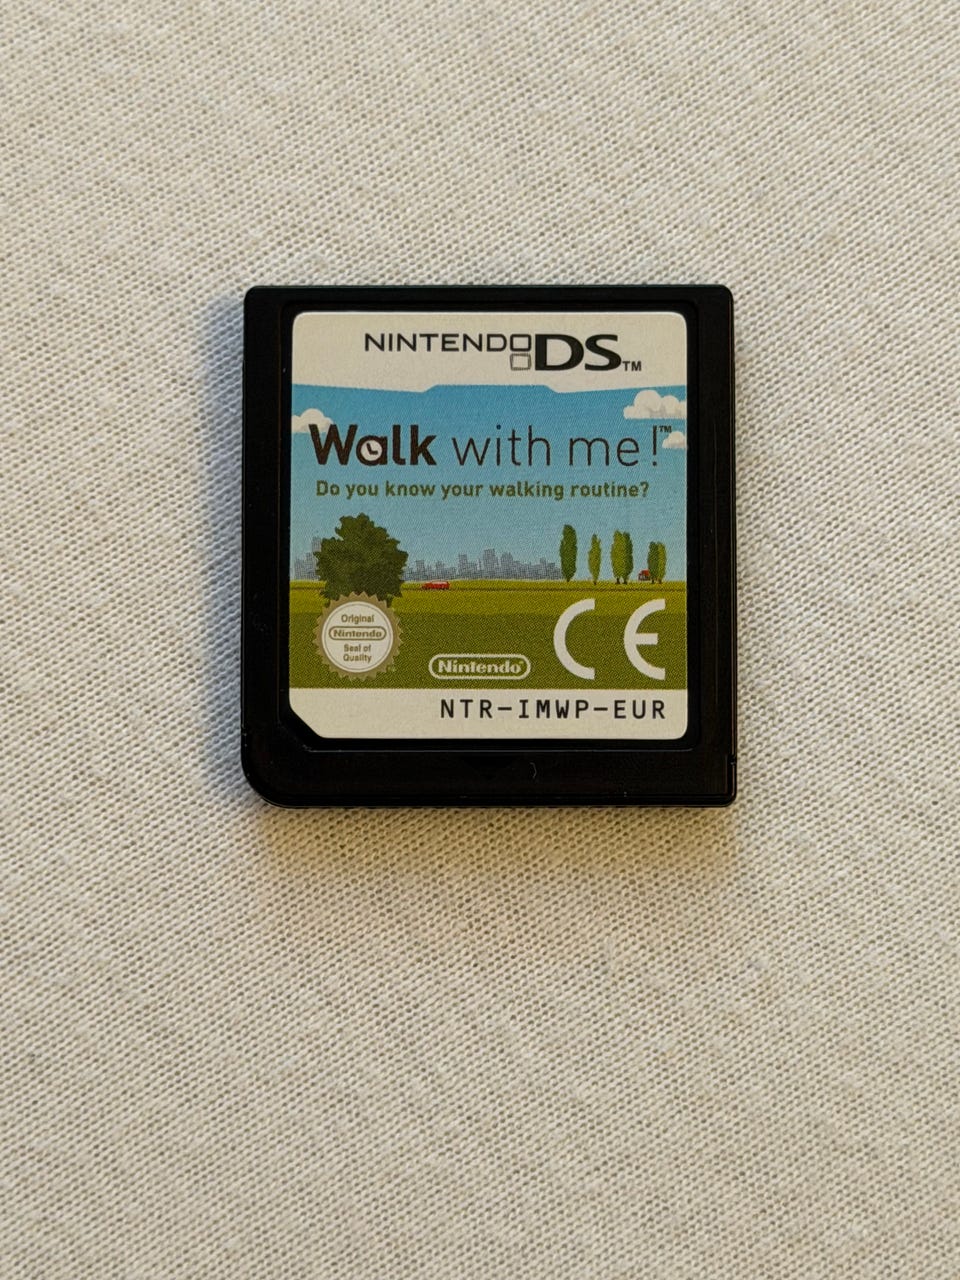 NINTENDO DS™
Walk with me!™
Do you know your walking routine?
Original
Nintendo
Seal of
Quality
Nintendo®
CE
NTR-IMWP-EUR